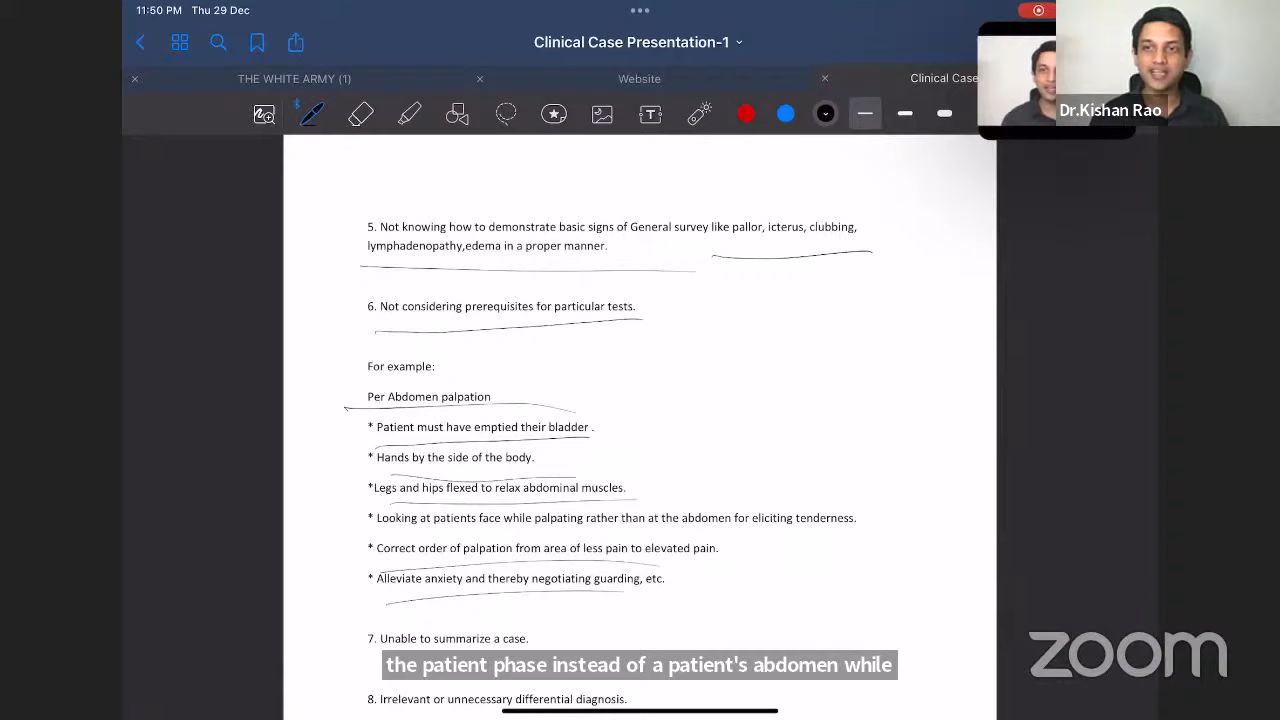 11:50 PM Thu 29 Dec
Clinical Case Presentation-1
THE WHITE ARMY (1)
Website
Clinical Case
Dr.Kishan Rao
5. Not knowing how to demonstrate basic signs of General survey like pallor, icterus, clubbing,
lymphadenopathy,edema in a proper manner.
6. Not considering prerequisites for particular tests.
For example:
Per Abdomen palpation
* Patient must have emptied their bladder .
* Hands by the side of the body.
*Legs and hips flexed to relax abdominal muscles.
* Looking at patients face while palpating rather than at the abdomen for eliciting tenderness.
* Correct order of palpation from area of less pain to elevated pain.
* Alleviate anxiety and thereby negotiating guarding, etc.
7. Unable to summarize a case.
the patient phase instead of a patient's abdomen while
8. Irrelevant or unnecessary differential diagnosis.
zoom